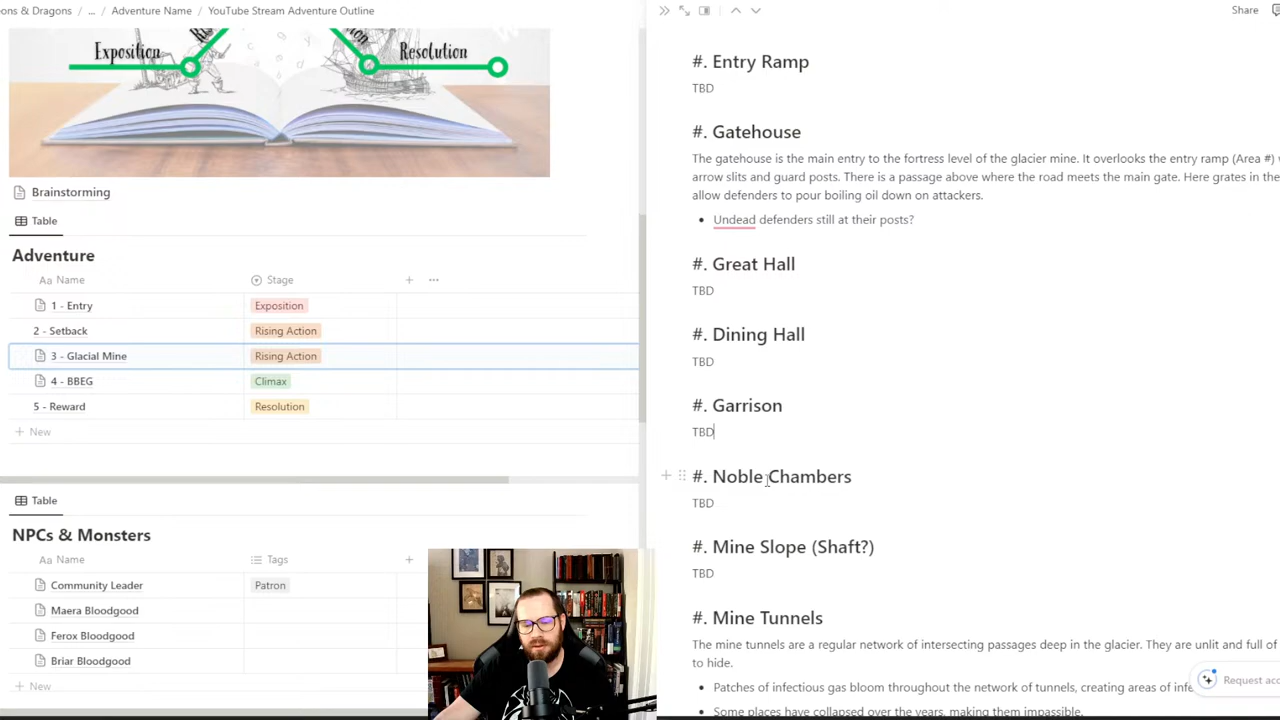 ons & Dragons / ... / Adventure Name / YouTube Stream Adventure Outline
Exposition
Resolution
Brainstorming
Table
Adventure
Aa Name
Stage
1 - Entry
Exposition
2 - Setback
Rising Action
3 - Glacial Mine
Rising Action
4 - BBEG
Climax
5 - Reward
Resolution
+ New
Table
NPCs & Monsters
Aa Name
Tags
Community Leader
Patron
Maera Bloodgood
Ferox Bloodgood
Briar Bloodgood
+ New
Share
#. Entry Ramp
TBD
#. Gatehouse
The gatehouse is the main entry to the fortress level of the glacier mine. It overlooks the entry ramp (Area #)
arrow slits and guard posts. There is a passage above where the road meets the main gate. Here grates in the
allow defenders to pour boiling oil down on attackers.
• Undead defenders still at their posts?
#. Great Hall
TBD
#. Dining Hall
TBD
#. Garrison
TBD
#. Noble Chambers
TBD
#. Mine Slope (Shaft?)
TBD
#. Mine Tunnels
The mine tunnels are a regular network of intersecting passages deep in the glacier. They are unlit and full of
to hide.
• Patches of infectious gas bloom throughout the network of tunnels, creating areas of
• Some places have collapsed over the years, making them impassible.
Request